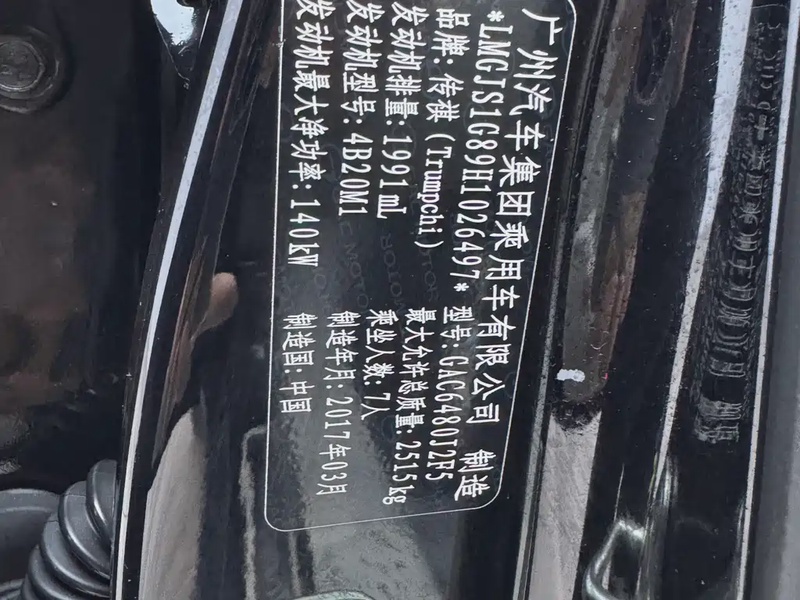 广州汽车集团乘用车有限公司 制造
*LMGJS1G89H1026497*
品牌:传祺(Trumpchi) 型号:GAC6480I2F5
发动机排量:1991mL 最大允许总质量:2515kg
发动机型号:4B20M1 乘坐人数:7人
发动机最大净功率:140kW 制造年月:2017年03月
制造国:中国